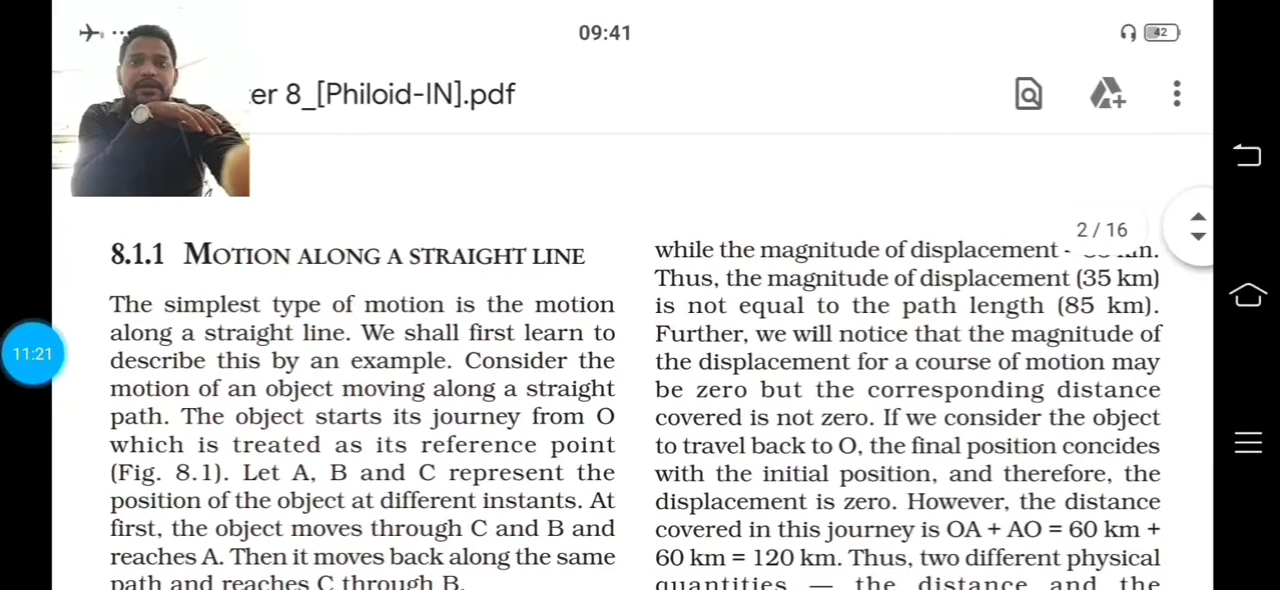 09:41
42
er 8_[Philoid-IN].pdf
2 / 16
11:21
8.1.1 MOTION ALONG A STRAIGHT LINE
The simplest type of motion is the motion
along a straight line. We shall first learn to
describe this by an example. Consider the
motion of an object moving along a straight
path. The object starts its journey from O
which is treated as its reference point
(Fig. 8.1). Let A, B and C represent the
position of the object at different instants. At
first, the object moves through C and B and
reaches A. Then it moves back along the same
path and reaches C through B.
while the magnitude of displacement
Thus, the magnitude of displacement (35 km)
is not equal to the path length (85 km).
Further, we will notice that the magnitude of
the displacement for a course of motion may
be zero but the corresponding distance
covered is not zero. If we consider the object
to travel back to O, the final position concides
with the initial position, and therefore, the
displacement is zero. However, the distance
covered in this journey is OA + AO = 60 km +
60 km = 120 km. Thus, two different physical
quantities — the distance and the